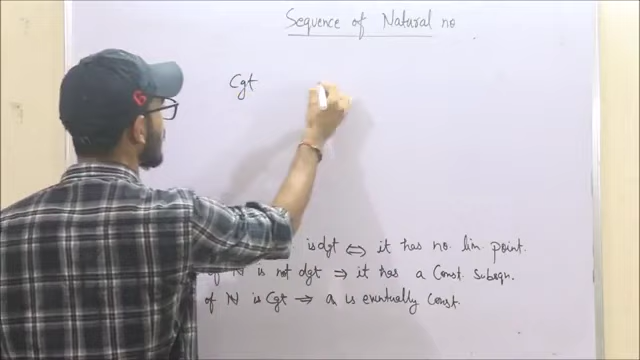 Sequence of Natural no
Cgt
is dgt ⇔ it has no. lim. point.
of ℕ is not dgt ⇒ it has a Const. Subsqn.
of ℕ is Cgt ⇒ is eventually Const.